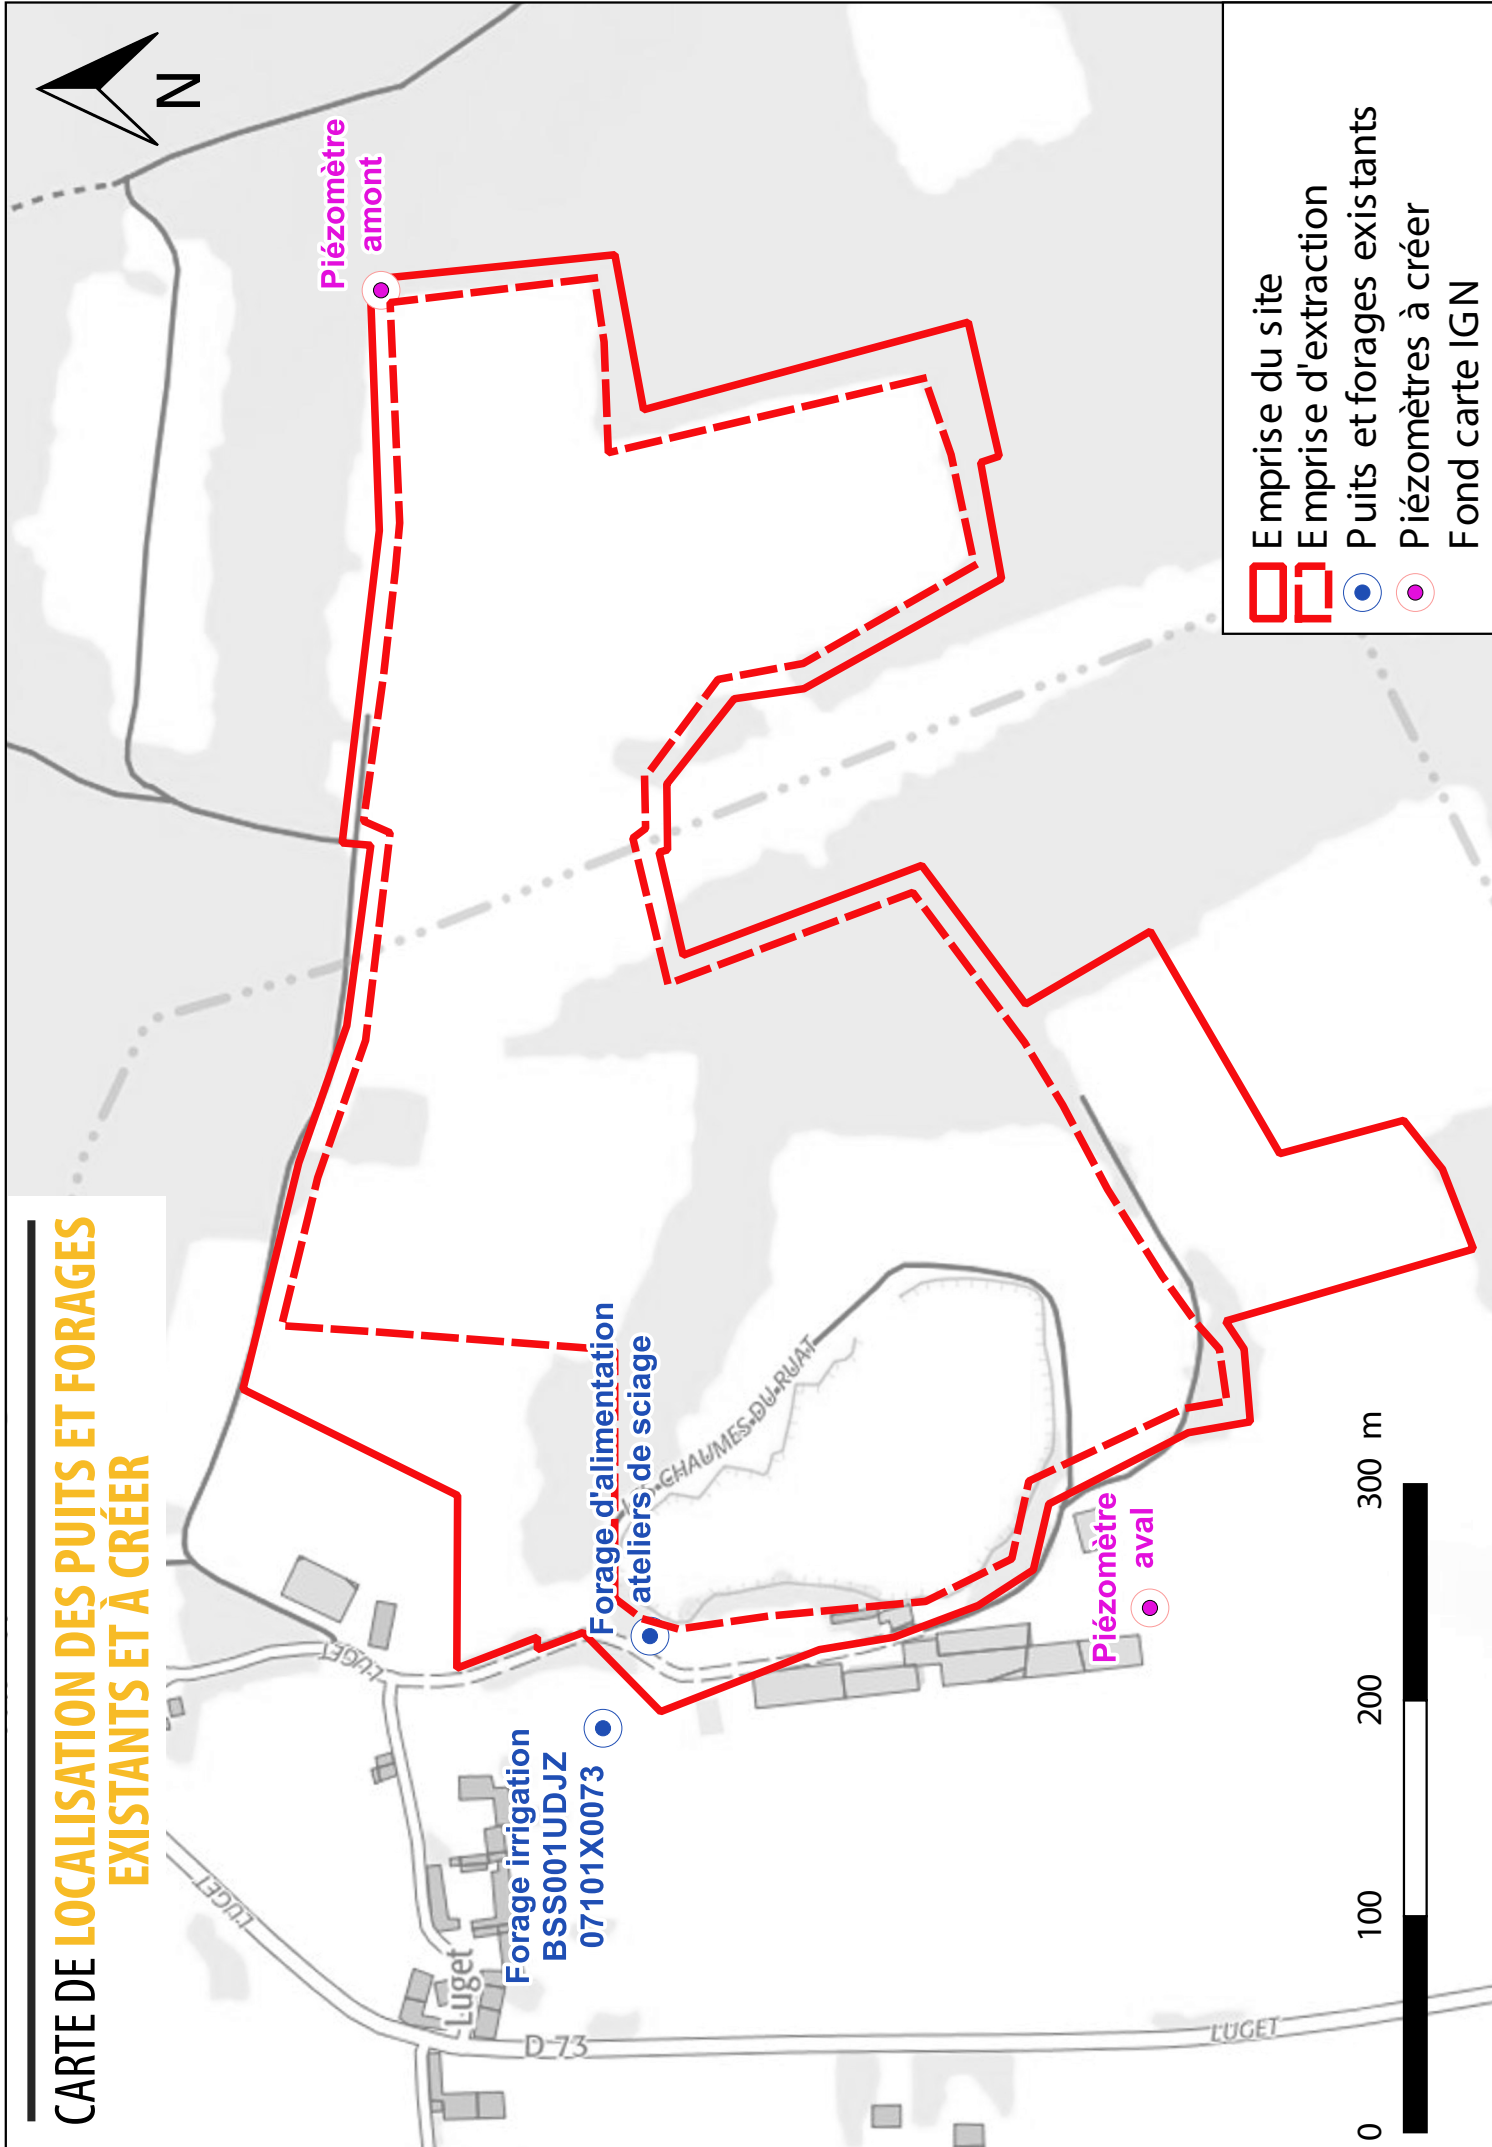 CARTE DE LOCALISATION DES PUITS ET FORAGES
EXISTANTS ET À CRÉER
N
Piézomètre
amont
Forage d'alimentation
ateliers de sciage
LES CHAUMES DU RUAT
Forage irrigation
BSS001UDJZ
07101X0073
Piézomètre
aval
LUGET
LUGET
Luget
D 73
LUGET
0 100 200 300 m
Emprise du site
Emprise d'extraction
Puits et forages existants
Piézomètres à créer
Fond carte IGN